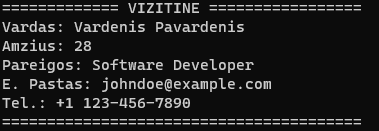 ============= VIZITINE =================
Vardas: Vardenis Pavardenis
Amzius: 28
Pareigos: Software Developer
E. Pastas: johndoe@example.com
Tel.: +1 123-456-7890
========================================